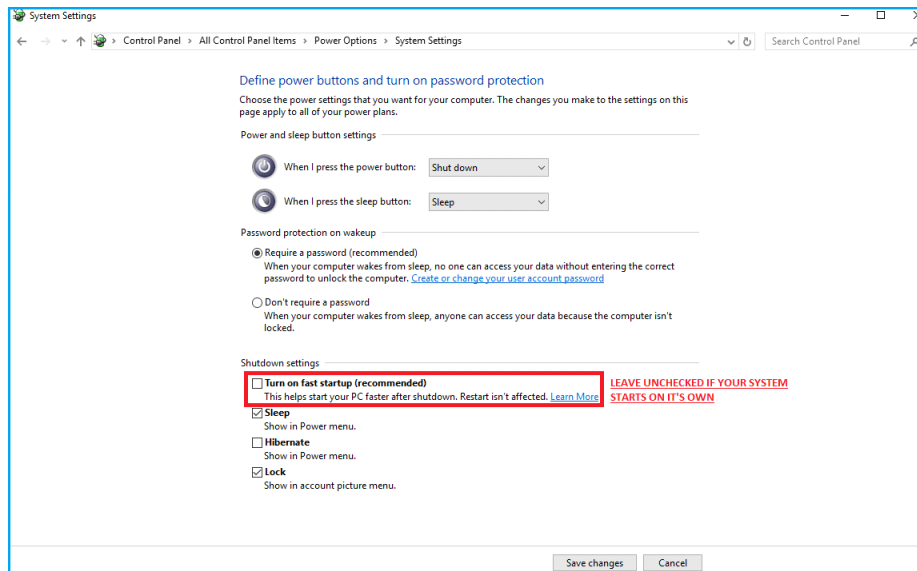 System Settings
Control Panel > All Control Panel Items > Power Options > System Settings
Search Control Panel
Define power buttons and turn on password protection
Choose the power settings that you want for your computer. The changes you make to the settings on this
page apply to all of your power plans.
Power and sleep button settings
When I press the power button: Shut down
When I press the sleep button: Sleep
Password protection on wakeup
Require a password (recommended)
When your computer wakes from sleep, no one can access your data without entering the correct
password to unlock the computer. Create or change your user account password
Don't require a password
When your computer wakes from sleep, anyone can access your data because the computer isn't
locked.
Shutdown settings
Turn on fast startup (recommended)
This helps start your PC faster after shutdown. Restart isn't affected. Learn More
LEAVE UNCHECKED IF YOUR SYSTEM
STARTS ON IT'S OWN
Sleep
Show in Power menu.
Hibernate
Show in Power menu.
Lock
Show in account picture menu.
Save changes Cancel